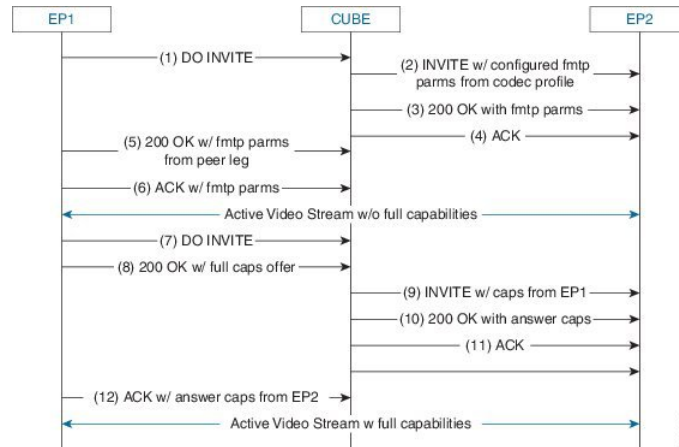 EP1 CUBE EP2
(1) DO INVITE
(2) INVITE w/ configured fmtp
parms from codec profile
(3) 200 OK with fmtp parms
(4) ACK
(5) 200 OK w/ fmtp parms
from peer leg
(6) ACK w/ fmtp parms
Active Video Stream w/o full capabilities
(7) DO INVITE
(8) 200 OK w/ full caps offer
(9) INVITE w/ caps from EP1
(10) 200 OK with answer caps
(11) ACK
(12) ACK w/ answer caps from EP2
Active Video Stream w full capabilities